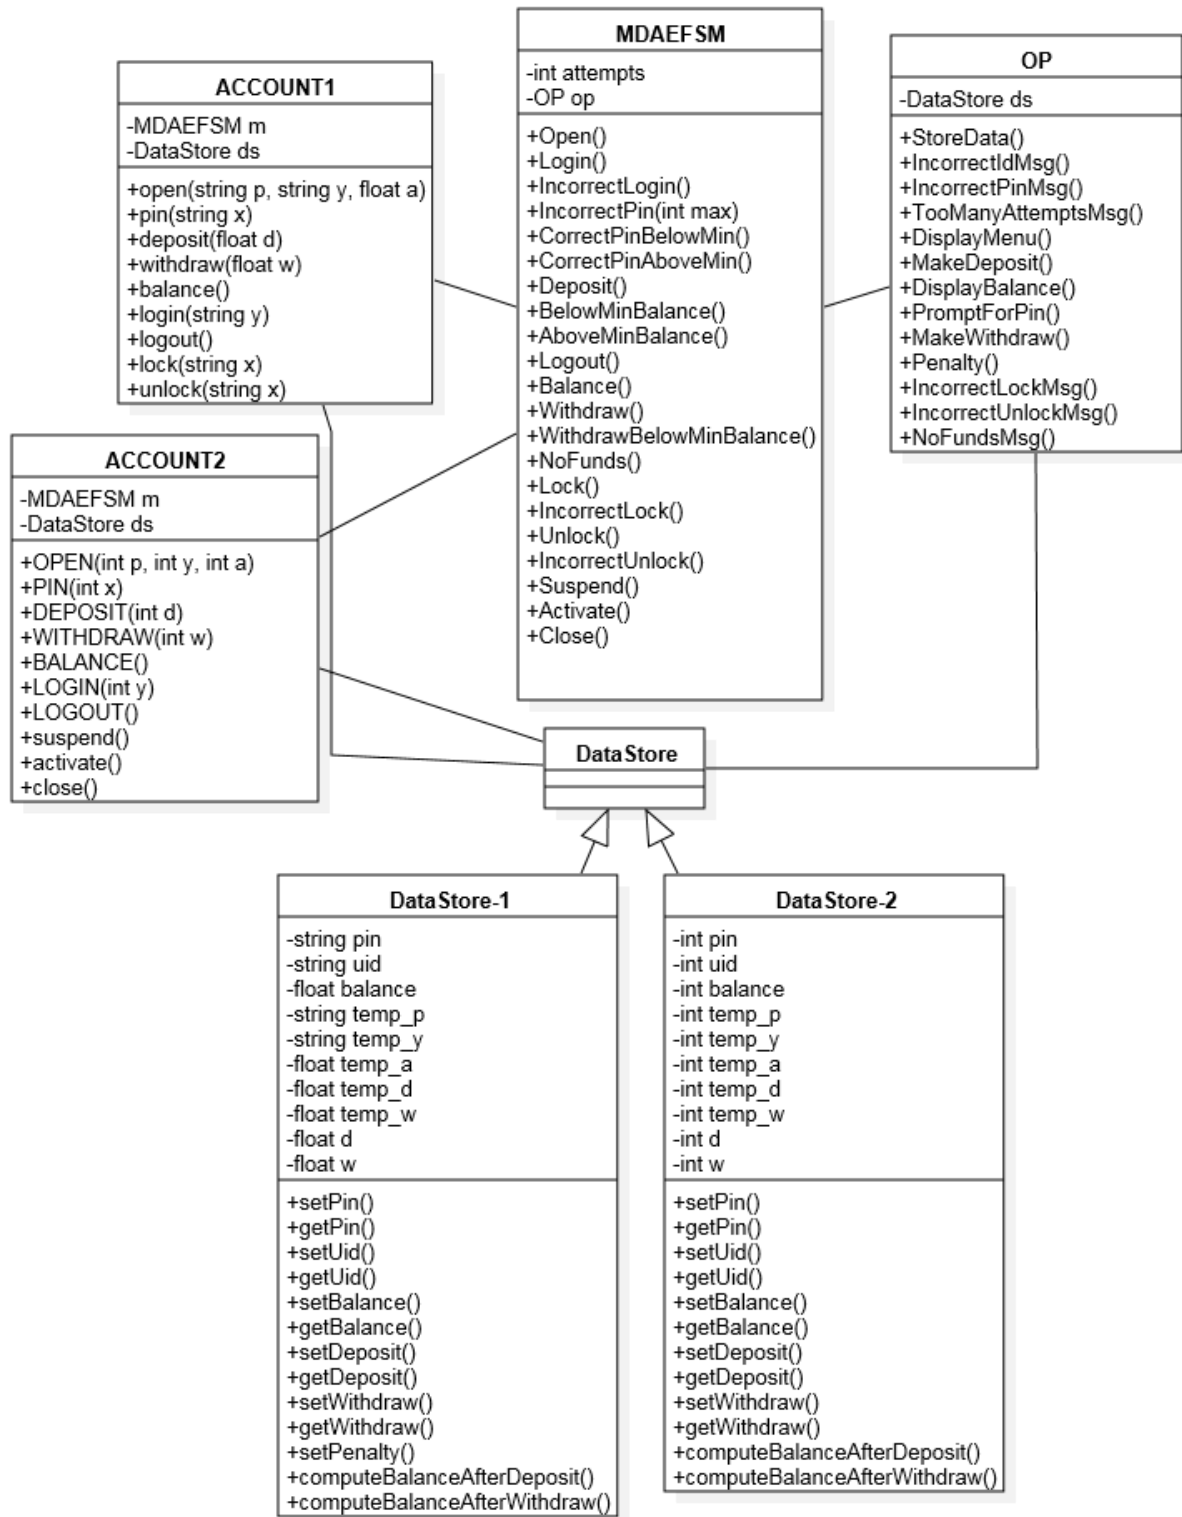 ACCOUNT1
-MDAEFSM m
-DataStore ds
+open(string p, string y, float a)
+pin(string x)
+deposit(float d)
+withdraw(float w)
+balance()
+login(string y)
+logout()
+lock(string x)
+unlock(string x)
MDAEFSM
-int attempts
-OP op
+Open()
+Login()
+IncorrectLogin()
+IncorrectPin(int max)
+CorrectPinBelowMin()
+CorrectPinAboveMin()
+Deposit()
+BelowMinBalance()
+AboveMinBalance()
+Logout()
+Balance()
+Withdraw()
+WithdrawBelowMinBalance()
+NoFunds()
+Lock()
+IncorrectLock()
+Unlock()
+IncorrectUnlock()
+Suspend()
+Activate()
+Close()
OP
-DataStore ds
+StoreData()
+IncorrectIdMsg()
+IncorrectPinMsg()
+TooManyAttemptsMsg()
+DisplayMenu()
+MakeDeposit()
+DisplayBalance()
+PromptForPin()
+MakeWithdraw()
+Penalty()
+IncorrectLockMsg()
+IncorrectUnlockMsg()
+NoFundsMsg()
ACCOUNT2
-MDAEFSM m
-DataStore ds
+OPEN(int p, int y, int a)
+PIN(int x)
+DEPOSIT(int d)
+WITHDRAW(int w)
+BALANCE()
+LOGIN(int y)
+LOGOUT()
+suspend()
+activate()
+close()
DataStore
DataStore-1
-string pin
-string uid
-float balance
-string temp_p
-string temp_y
-float temp_a
-float temp_d
-float temp_w
-float d
-float w
+setPin()
+getPin()
+setUid()
+getUid()
+setBalance()
+getBalance()
+setDeposit()
+getDeposit()
+setWithdraw()
+getWithdraw()
+setPenalty()
+computeBalanceAfterDeposit()
+computeBalanceAfterWithdraw()
DataStore-2
-int pin
-int uid
-int balance
-int temp_p
-int temp_y
-int temp_a
-int temp_d
-int temp_w
-int d
-int w
+setPin()
+getPin()
+setUid()
+getUid()
+setBalance()
+getBalance()
+setDeposit()
+getDeposit()
+setWithdraw()
+getWithdraw()
+computeBalanceAfterDeposit()
+computeBalanceAfterWithdraw()